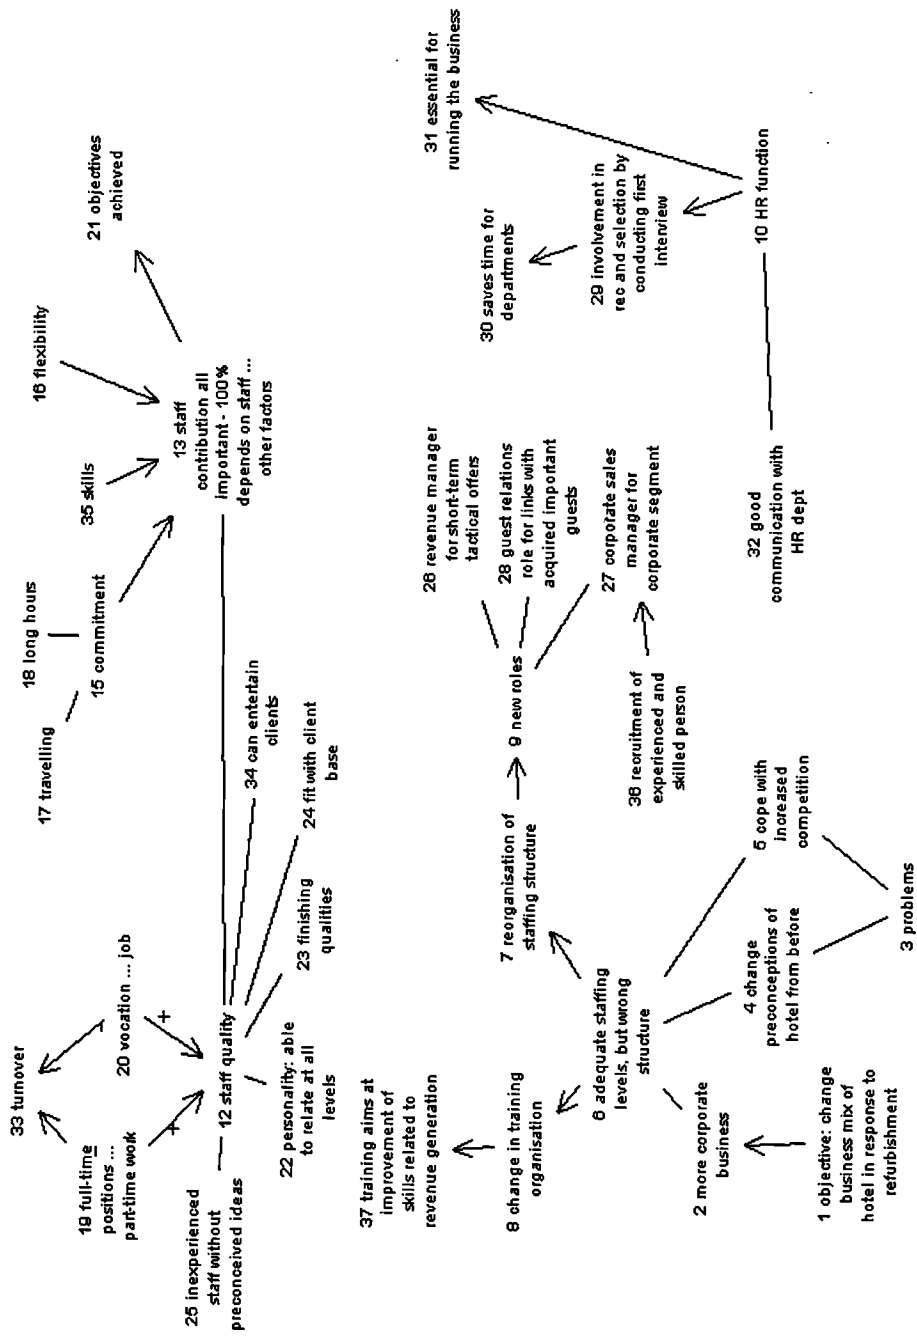 33 turnover
19 full-time
positions ...
part-time work
20 vocation ... job
+
+
25 inexperienced
staff without
preconceived ideas
12 staff quality
22 personality: able
to relate at all
levels
23 finishing
qualities
24 fit with client
base
34 can entertain
clients
17 travelling
18 long hours
15 commitment
35 skills
16 flexibility
13 staff
contribution all
important - 100%
depends on staff ...
other factors
21 objectives
achieved
37 training aims at
improvement of
skills related to
revenue generation
8 change in training
organisation
7 reorganisation of
staffing structure
9 new roles
26 revenue manager
for short-term
tactical offers
28 guest relations
role for links with
acquired important
guests
27 corporate sales
manager for
corporate segment
38 recruitment of
experienced and
skilled person
6 adequate staffing
levels, but wrong
structure
2 more corporate
business
1 objective: change
business mix of
hotel in response to
refurbishment
4 change
preconceptions of
hotel from before
5 cope with
increased
competition
3 problems
31 essential for
running the business
30 saves time for
departments
29 involvement in
rec and selection by
conducting first
interview
10 HR function
32 good
communication with
HR dept